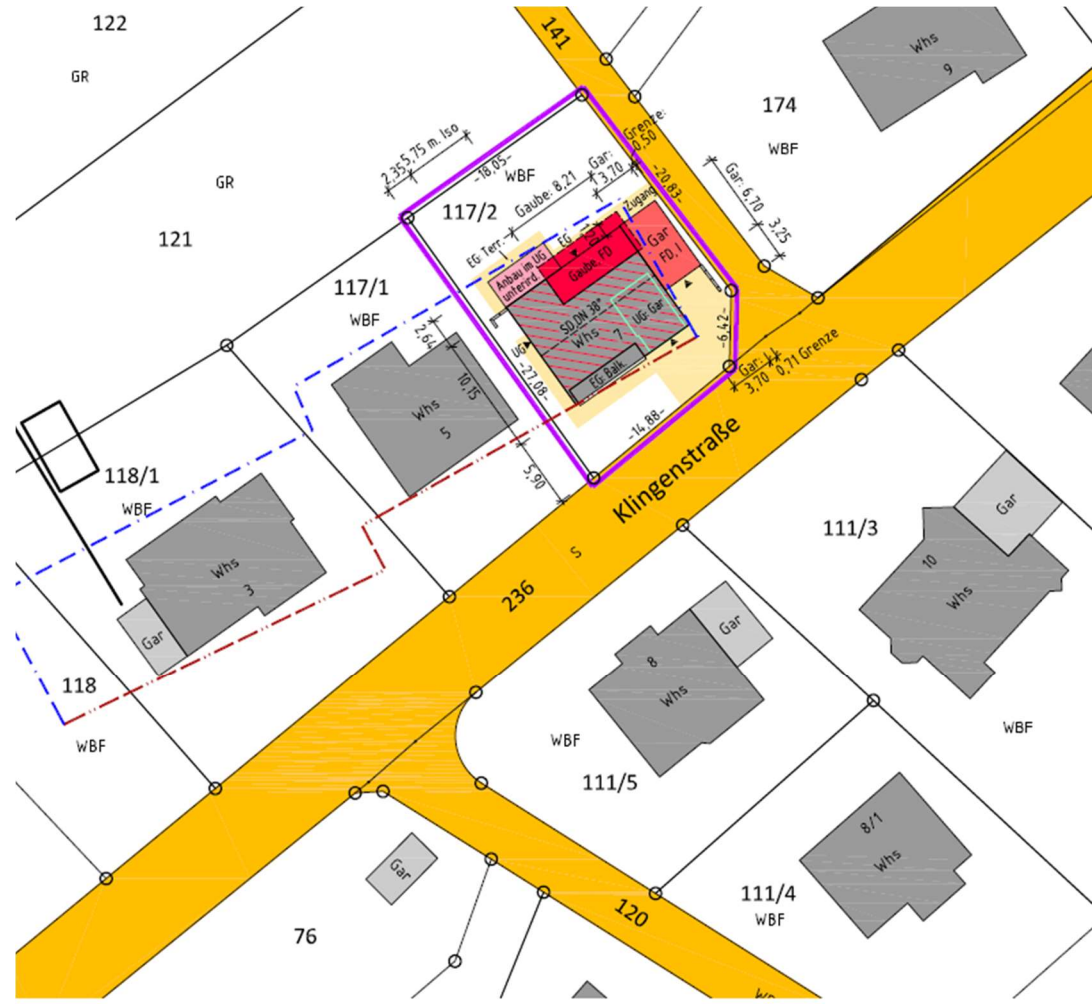 122
GR
141
Whs
9
174
WBF
GR
121
2,35
5,75 m. Iso
-18,05-
WBF
Gar:
3,70
Grenze:
0,50
-20,83-
Gar: 6,70
3,25
117/2
Gaube: 8,21
Zugang
EG: Terr.
EG
Anbau im UG
unterird.
Gaube, FD
Gar
FD, I
117/1
WBF
2,64
10,15
5,90
UG
-27,08-
SD,DN 38°
Whs 7
UG: Gar
EG: Balk.
-6,42-
Gar:
3,70
0,71 Grenze
-14,88-
Whs
5
118/1
WBF
Whs
3
Gar
118
WBF
Klingenstraße
S
236
111/3
Gar
10
Whs
WBF
8
Whs
Gar
WBF
111/5
8/1
Whs
111/4
WBF
Gar
76
120